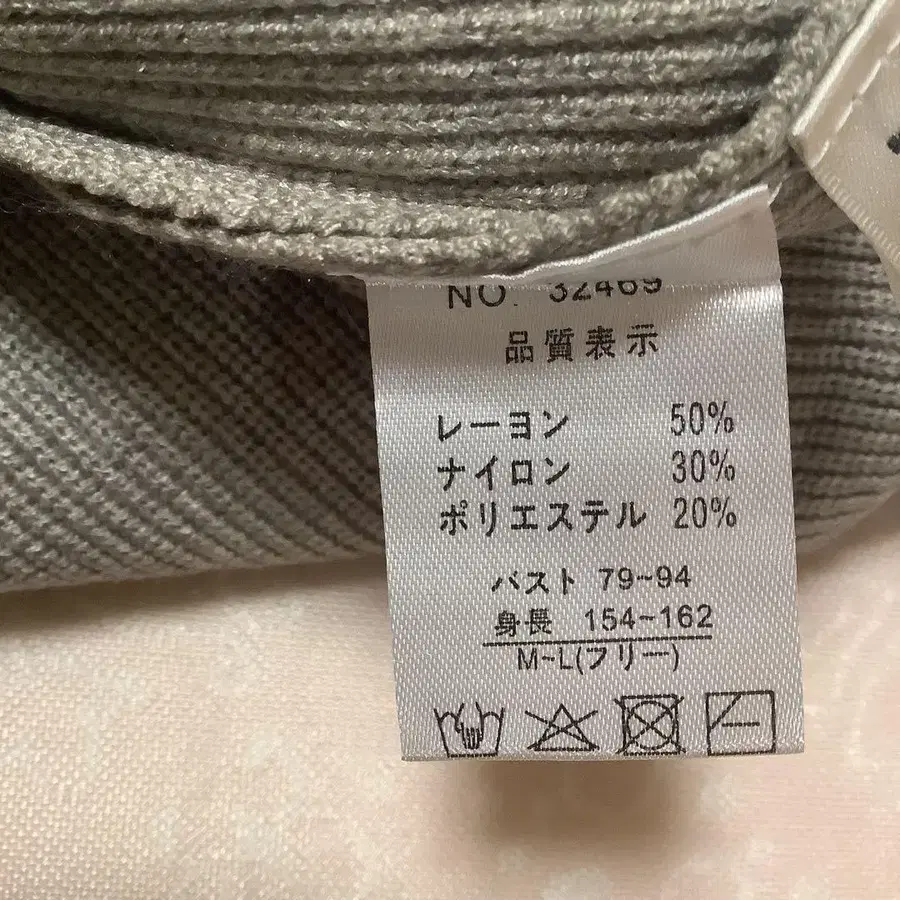 NO. 32469
品質表示
レーヨン 50%
ナイロン 30%
ポリエステル 20%
バスト 79~94
身長 154~162
M~L(フリー)